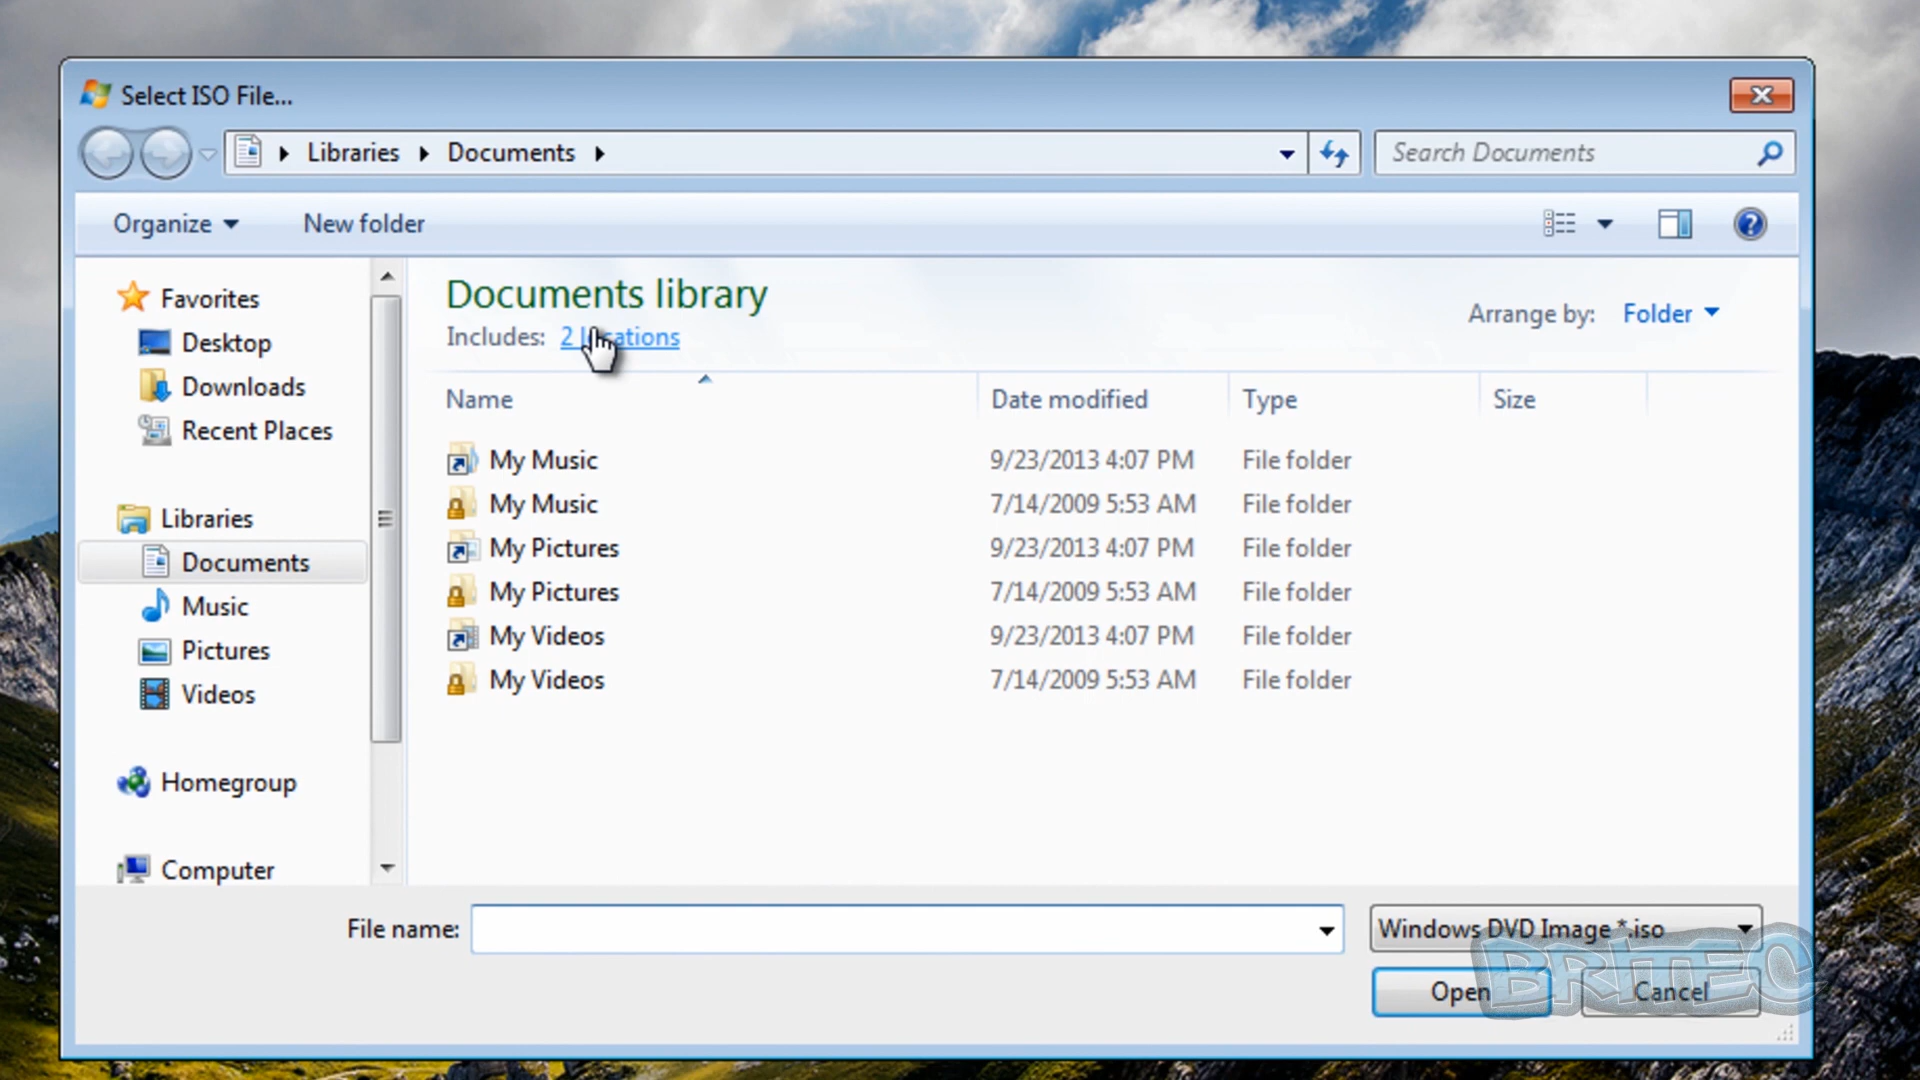 Select ISO File...
Libraries Documents
Search Documents
Organize New folder
Favorites
Desktop
Downloads
Recent Places
Libraries
Documents
Music
Pictures
Videos
Homegroup
Computer
Documents library
Includes: 2
Arrange by: Folder
Name Date modified Type Size
My Music 9/23/2013 4:07 PM File folder
My Music 7/14/2009 5:53 AM File folder
My Pictures 9/23/2013 4:07 PM File folder
My Pictures 7/14/2009 5:53 AM File folder
My Videos 9/23/2013 4:07 PM File folder
My Videos 7/14/2009 5:53 AM File folder
File name:
Windows DVD Image *.iso
Open Cancel
BRITEC